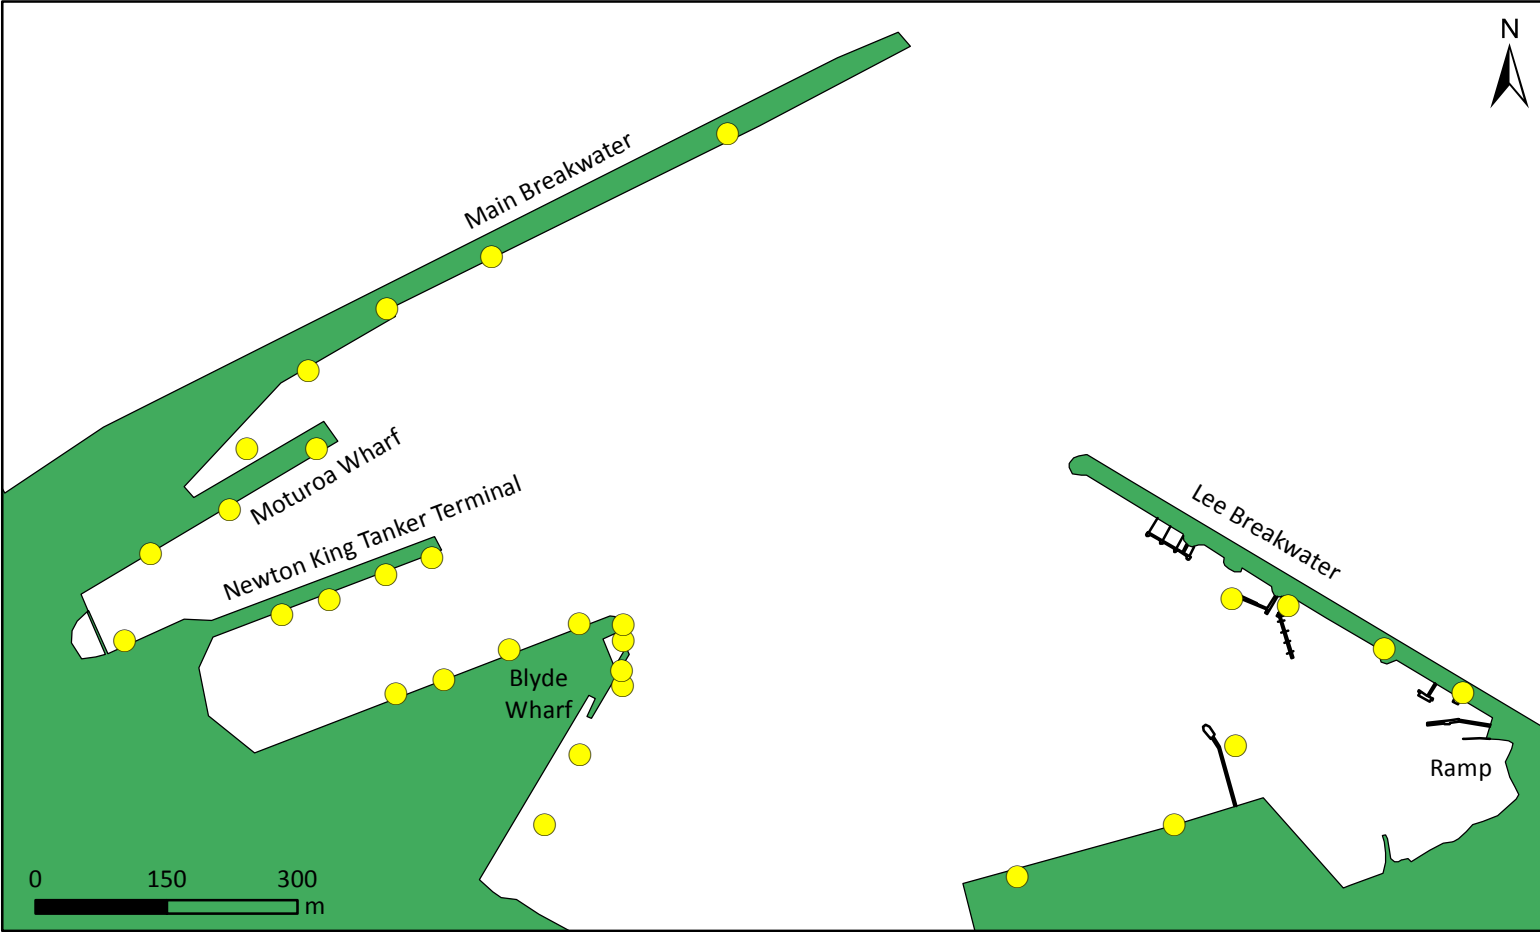 N
Main Breakwater
Moturoa Wharf
Newton King Tanker Terminal
Lee Breakwater
Blyde
Wharf
Ramp
0 150 300
m